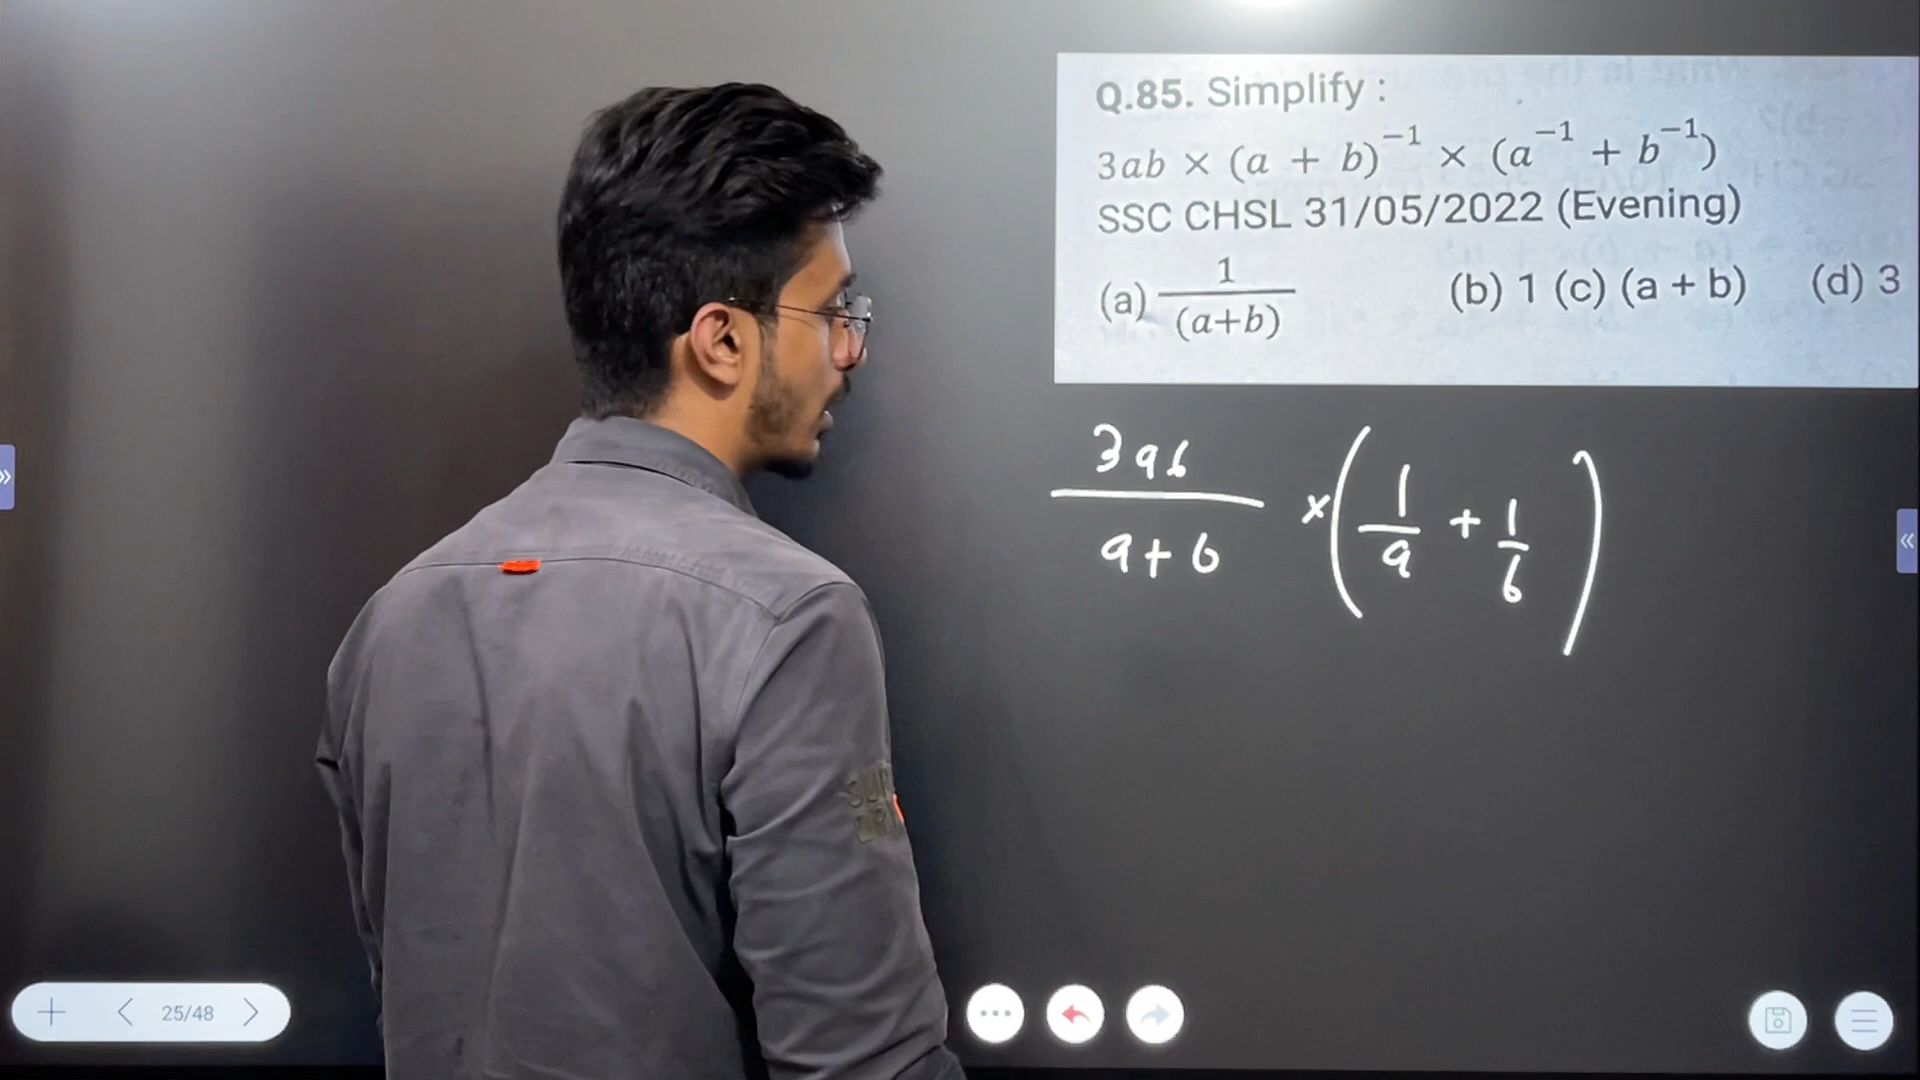 Q.85. Simplify :
3ab × (a + b)⁻¹ × (a⁻¹ + b⁻¹)
SSC CHSL 31/05/2022 (Evening)
(a) 1/(a+b) (b) 1 (c) (a + b) (d) 3
3ab/a+b × (1/a + 1/b)
25/48